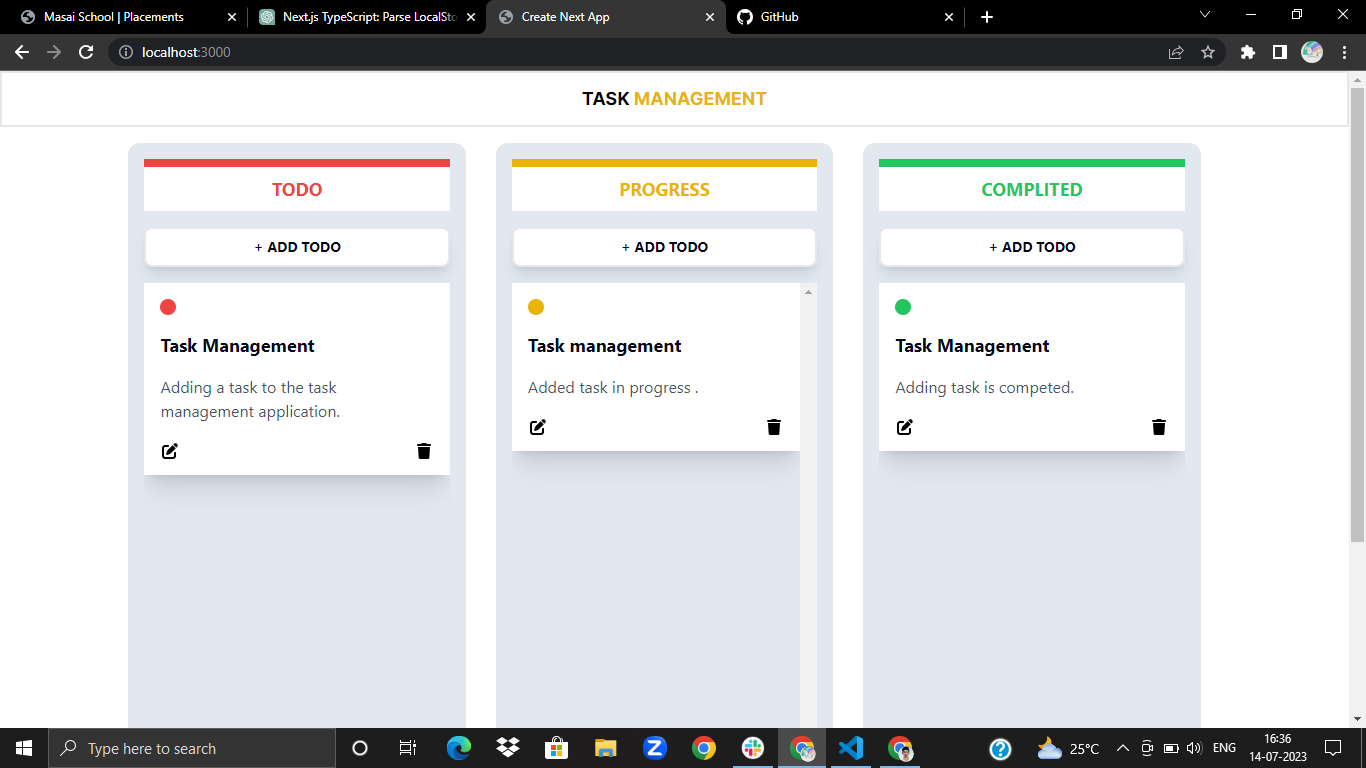 Masai School | Placements
Next.js TypeScript: Parse LocalSto
Create Next App
GitHub
localhost:3000
TASK MANAGEMENT
TODO
+ ADD TODO
Task Management
Adding a task to the task
management application.
PROGRESS
+ ADD TODO
Task management
Added task in progress .
COMPLITED
+ ADD TODO
Task Management
Adding task is competed.
Type here to search
25°C
ENG
16:36
14-07-2023